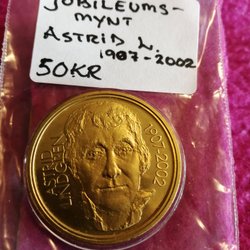 JUBILEUMS-
MYNT
ASTRID L.
1907-2002
50KR
ASTRID
LINDGREN
1907-2002